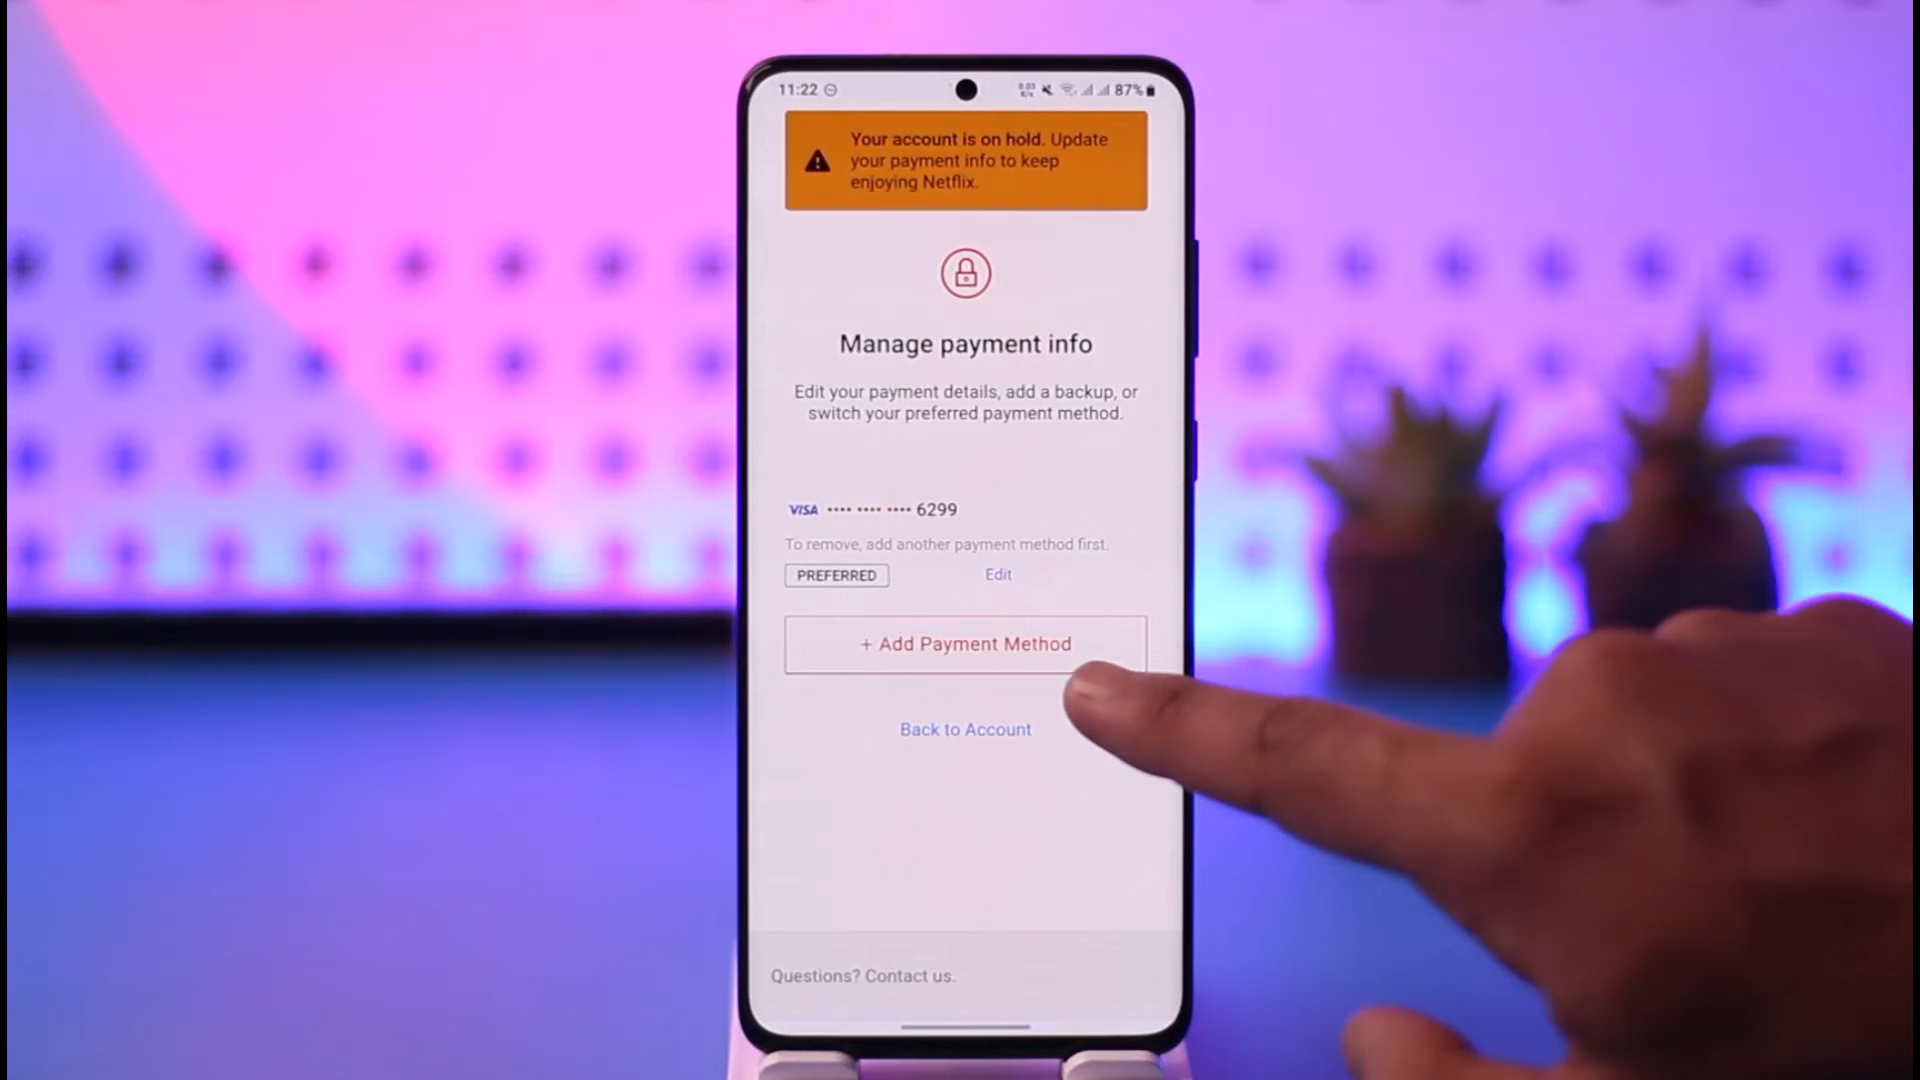 11:22 87%
Your account is on hold. Update
your payment info to keep
enjoying Netflix.
Manage payment info
Edit your payment details, add a backup, or
switch your preferred payment method.
VISA •••• •••• •••• 6299
To remove, add another payment method first.
PREFERRED Edit
+ Add Payment Method
Back to Account
Questions? Contact us.